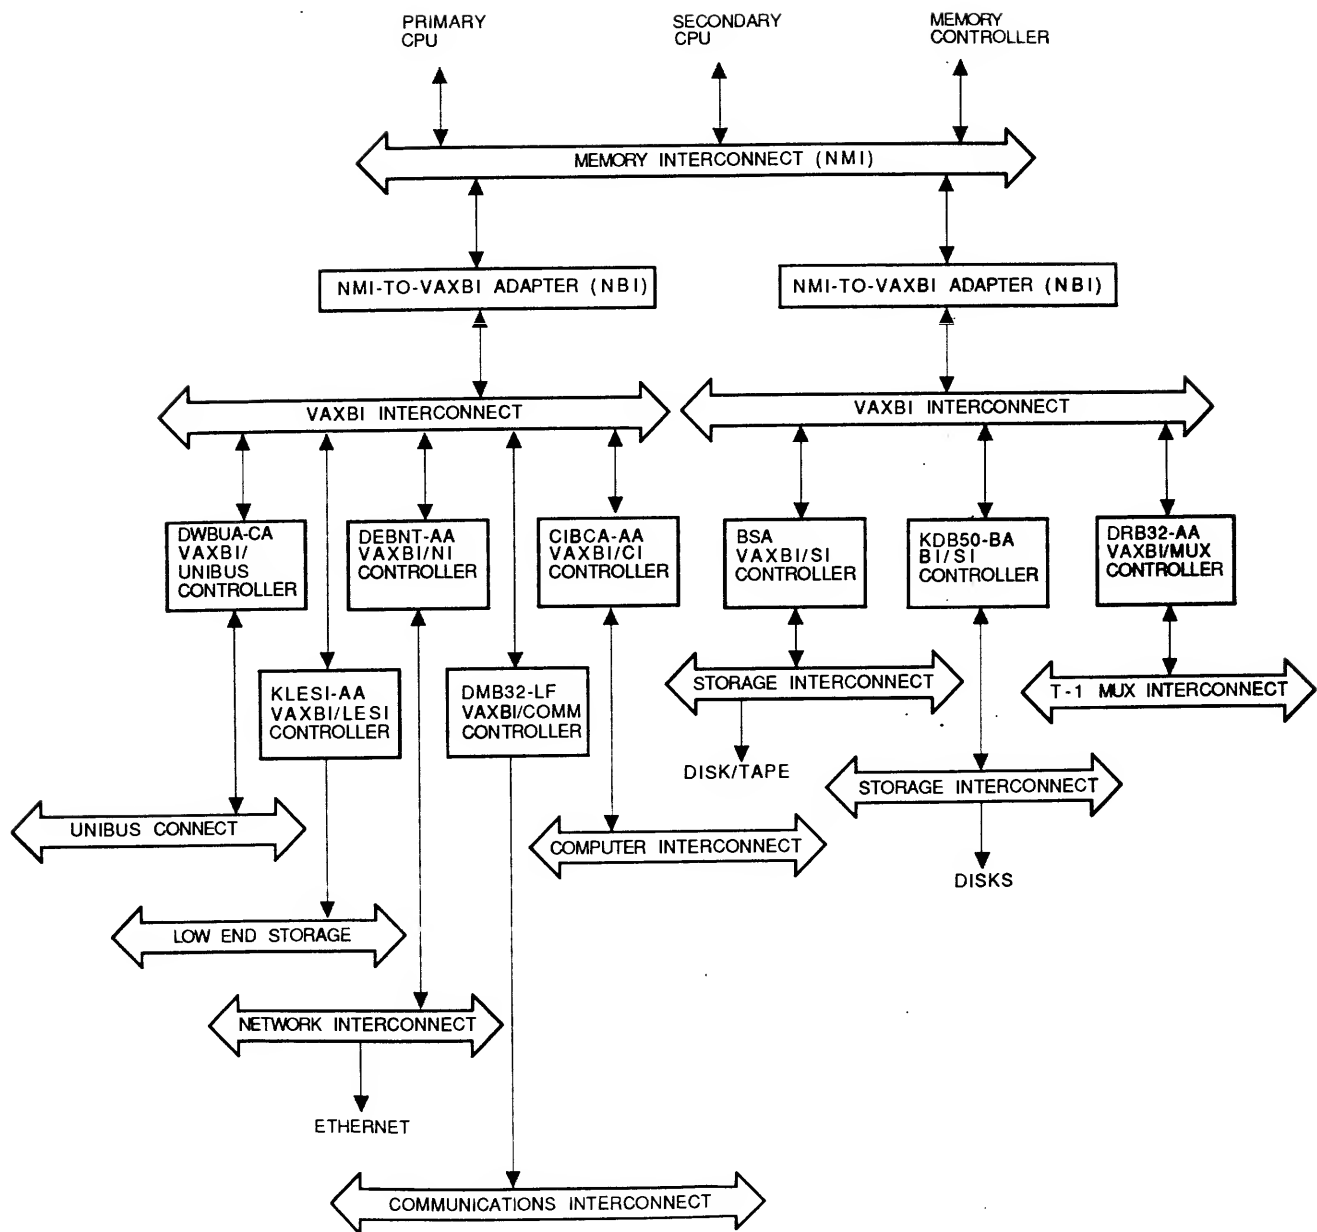 PRIMARY
CPU
SECONDARY
CPU
MEMORY
CONTROLLER
MEMORY INTERCONNECT (NMI)
NMI-TO-VAXBI ADAPTER (NBI)
NMI-TO-VAXBI ADAPTER (NBI)
VAXBI INTERCONNECT
VAXBI INTERCONNECT
DWBUA-CA
VAXBI/
UNIBUS
CONTROLLER
DEBNT-AA
VAXBI/NI
CONTROLLER
CIBCA-AA
VAXBI/CI
CONTROLLER
BSA
VAXBI/SI
CONTROLLER
KDB50-BA
BI/SI
CONTROLLER
DRB32-AA
VAXBI/MUX
CONTROLLER
KLESI-AA
VAXBI/LESI
CONTROLLER
DMB32-LF
VAXBI/COMM
CONTROLLER
STORAGE INTERCONNECT
T-1 MUX INTERCONNECT
DISK/TAPE
STORAGE INTERCONNECT
UNIBUS CONNECT
COMPUTER INTERCONNECT
DISKS
LOW END STORAGE
NETWORK INTERCONNECT
ETHERNET
COMMUNICATIONS INTERCONNECT